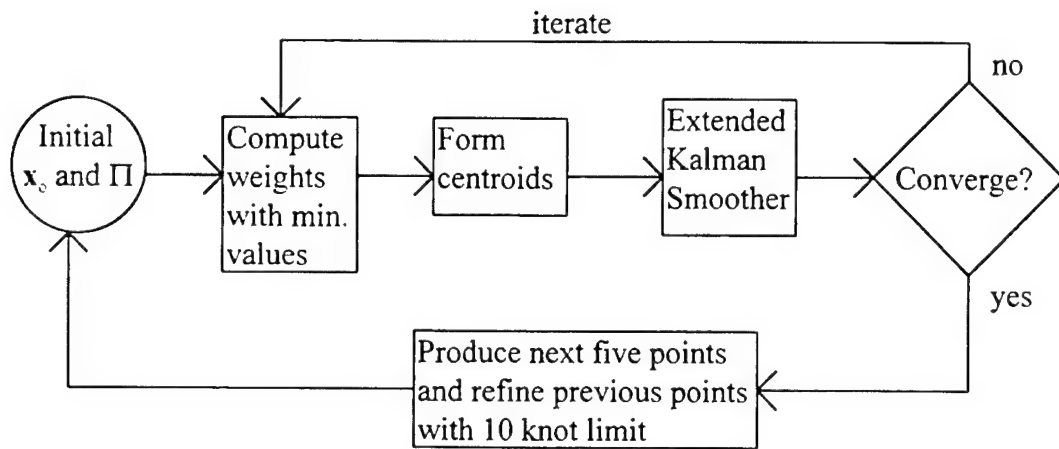 iterate
no
Initial
x₀ and Π
Compute
weights
with min.
values
Form
centroids
Extended
Kalman
Smoother
Converge?
yes
Produce next five points
and refine previous points
with 10 knot limit